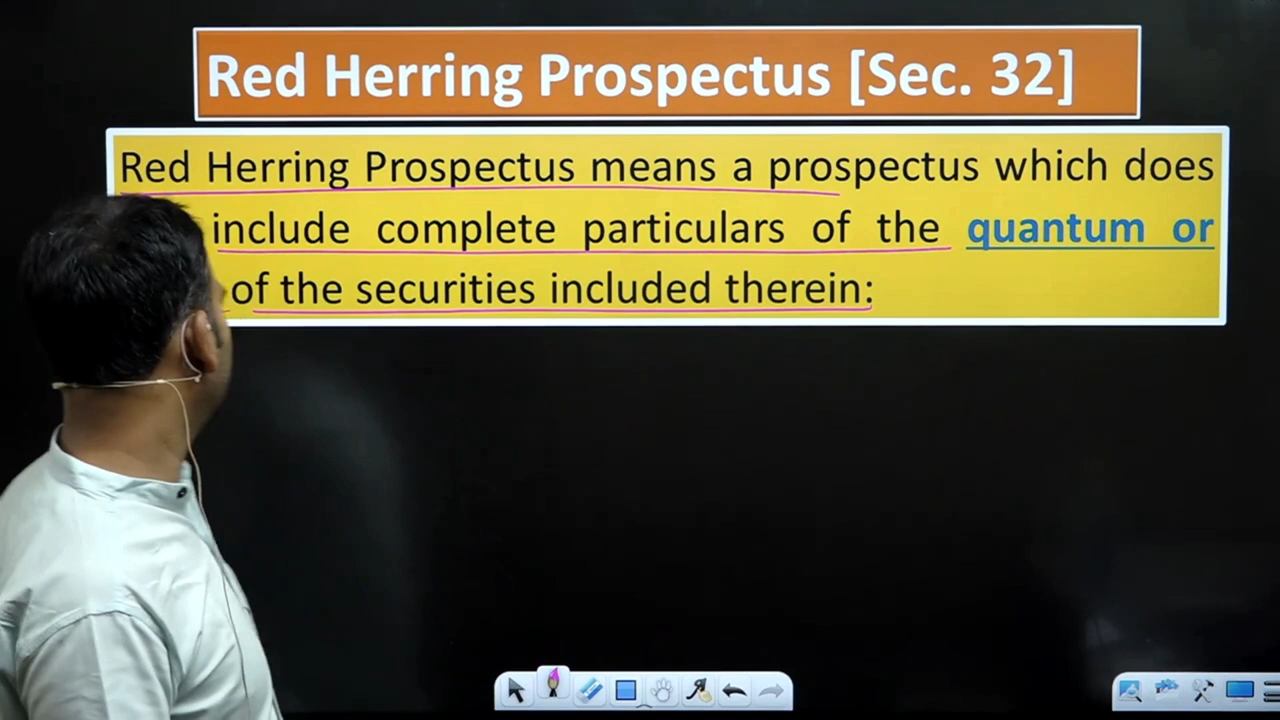 Red Herring Prospectus [Sec. 32]
Red Herring Prospectus means a prospectus which does
include complete particulars of the quantum or
of the securities included therein: